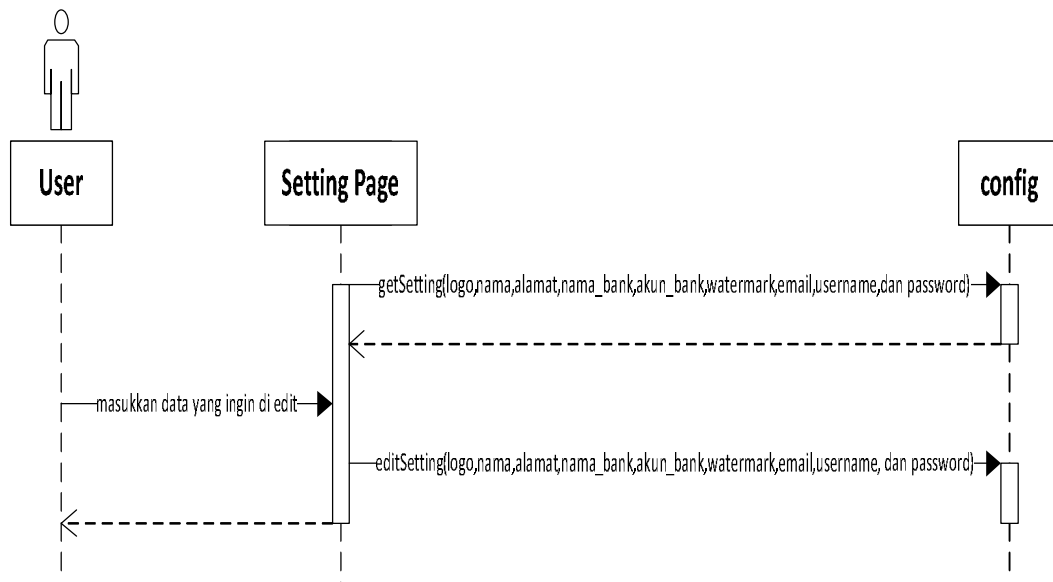 User
Setting Page
config
getSetting(logo,nama,alamat,nama_bank,akun_bank,watermark,email,username,dan password)
masukkan data yang ingin di edit
editSetting(logo,nama,alamat,nama_bank,akun_bank,watermark,email,username, dan password)